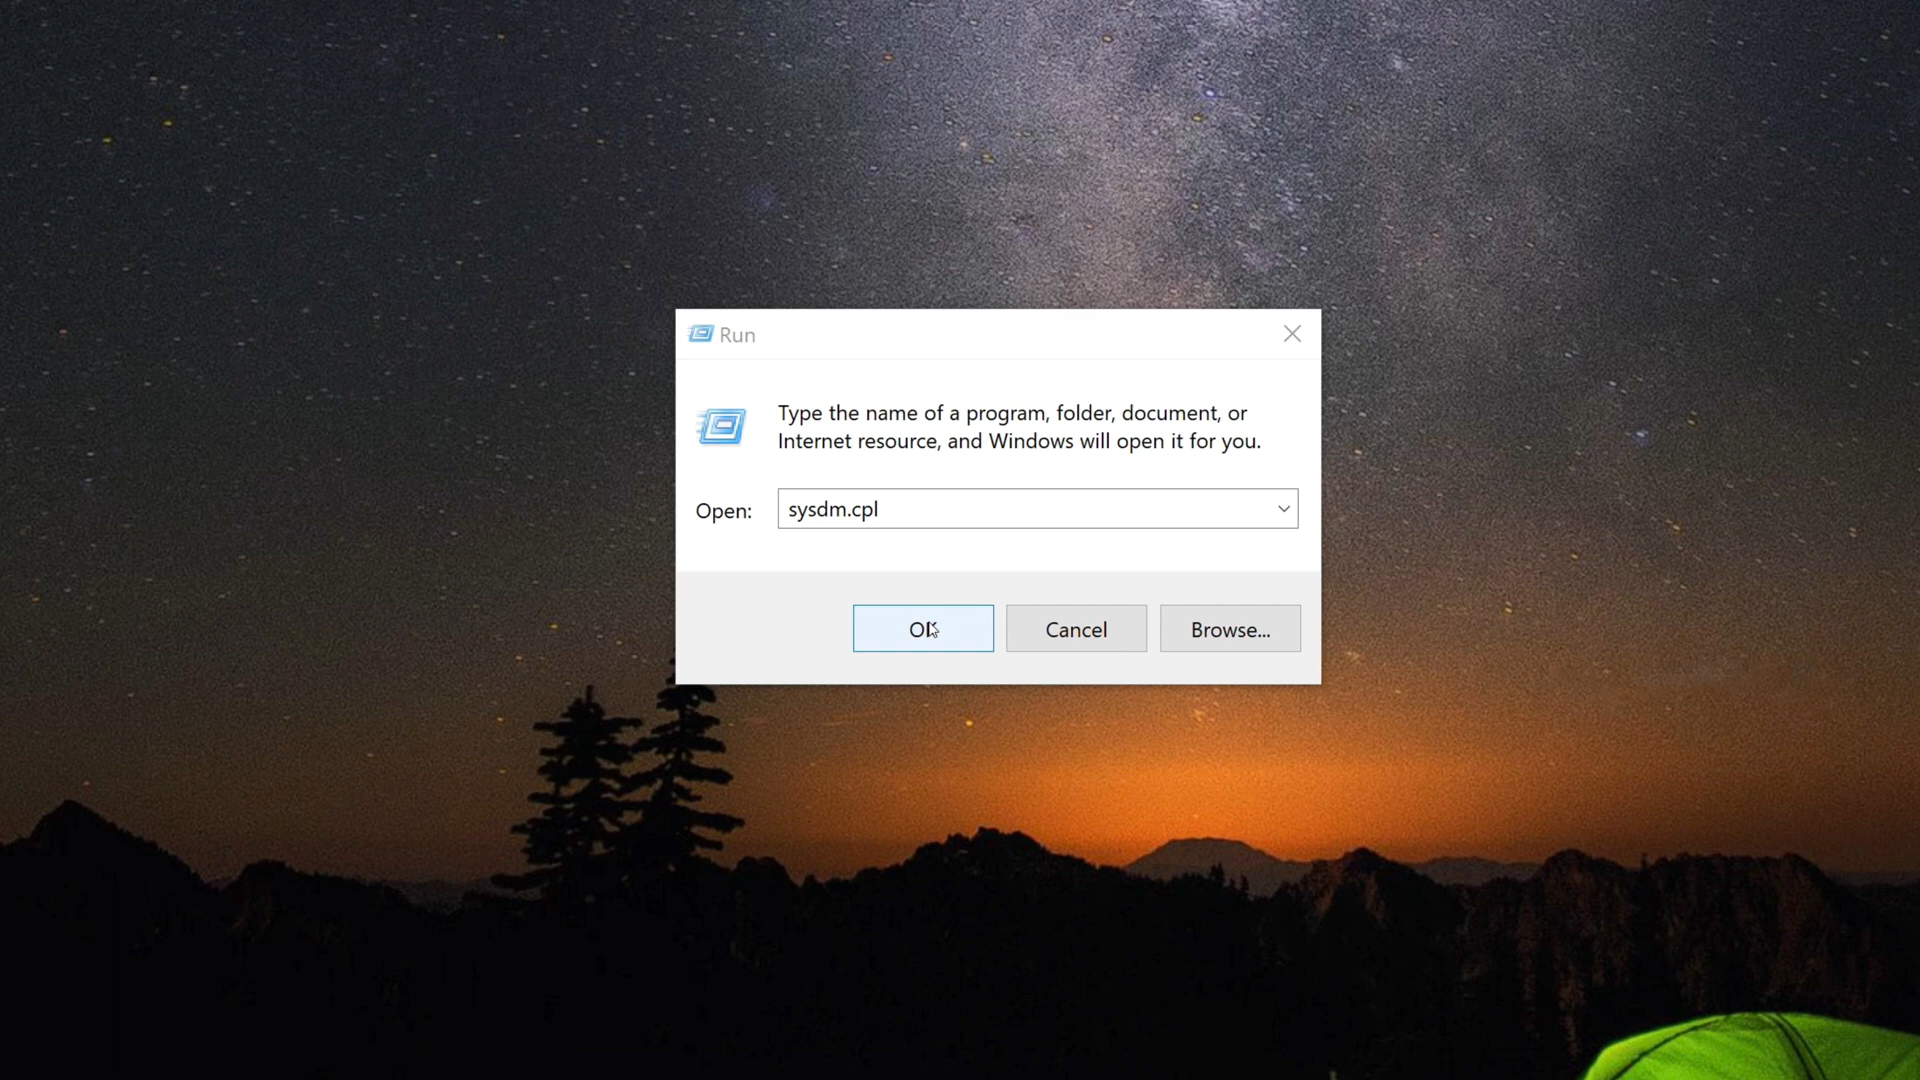 Run
Type the name of a program, folder, document, or
Internet resource, and Windows will open it for you.
Open:
sysdm.cpl
OK
Cancel
Browse...